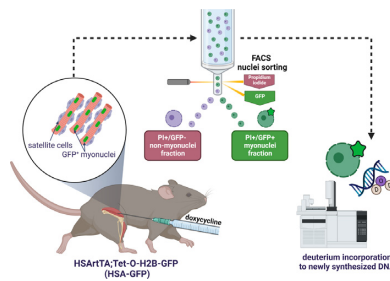 FACS
nuclei sorting
Propidium
Iodide
GFP
satellite cells
GFP⁺ myonuclei
PI+/GFP-
non-myonuclei
fraction
PI+/GFP+
myonuclei
fraction
doxycycline
HSArtTA;Tet-O-H2B-GFP
(HSA-GFP)
D
D
deuterium incorporation
to newly synthesized DNA